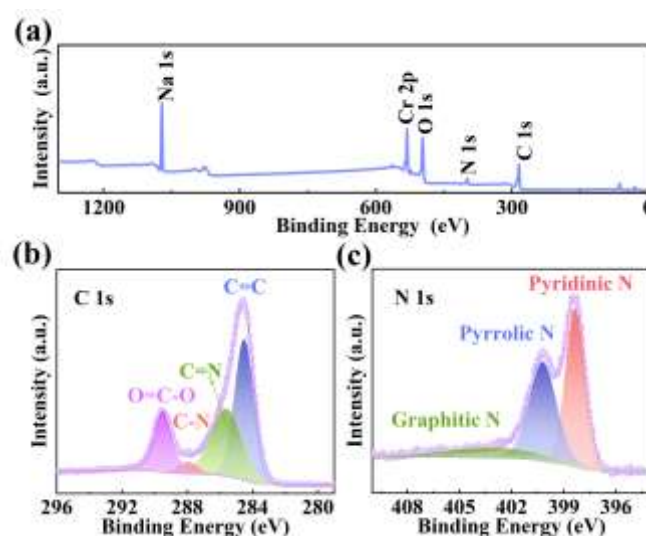 (a)
Intensity (a.u.)
Na 1s
Cr 2p
O 1s
N 1s
C 1s
1200 900 600 300 0
Binding Energy (eV)
(b)
C 1s
C=C
C=N
O=C-O
C-N
Intensity (a.u.)
296 292 288 284 280
Binding Energy (eV)
(c)
N 1s
Pyridinic N
Pyrrolic N
Graphitic N
Intensity (a.u.)
408 405 402 399 396
Binding Energy (eV)